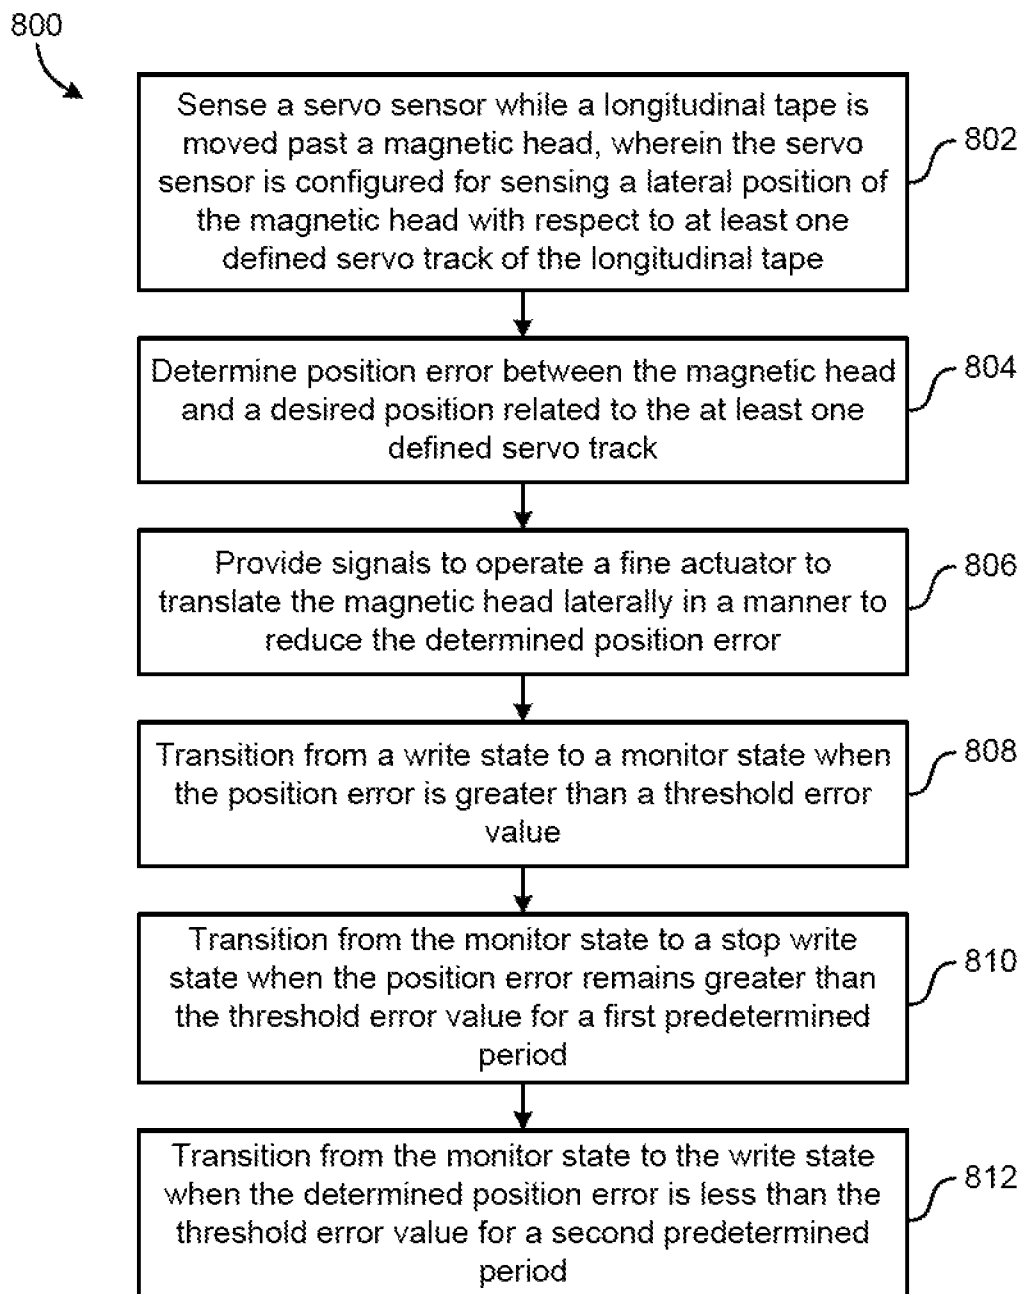 800
Sense a servo sensor while a longitudinal tape is
moved past a magnetic head, wherein the servo
sensor is configured for sensing a lateral position of
the magnetic head with respect to at least one
defined servo track of the longitudinal tape
802
Determine position error between the magnetic head
and a desired position related to the at least one
defined servo track
804
Provide signals to operate a fine actuator to
translate the magnetic head laterally in a manner to
reduce the determined position error
806
Transition from a write state to a monitor state when
the position error is greater than a threshold error
value
808
Transition from the monitor state to a stop write
state when the position error remains greater than
the threshold error value for a first predetermined
period
810
Transition from the monitor state to the write state
when the determined position error is less than the
threshold error value for a second predetermined
period
812